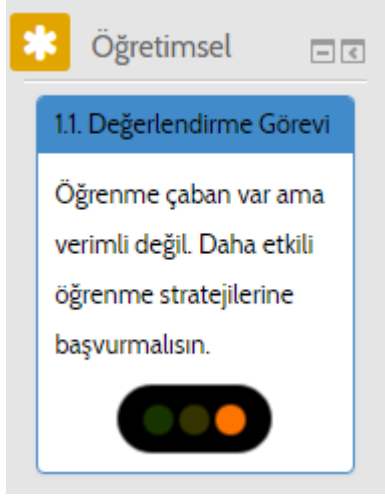 Öğretimsel
1.1. Değerlendirme Görevi
Öğrenme çaban var ama
verimli değil. Daha etkili
öğrenme stratejilerine
başvurmalısın.